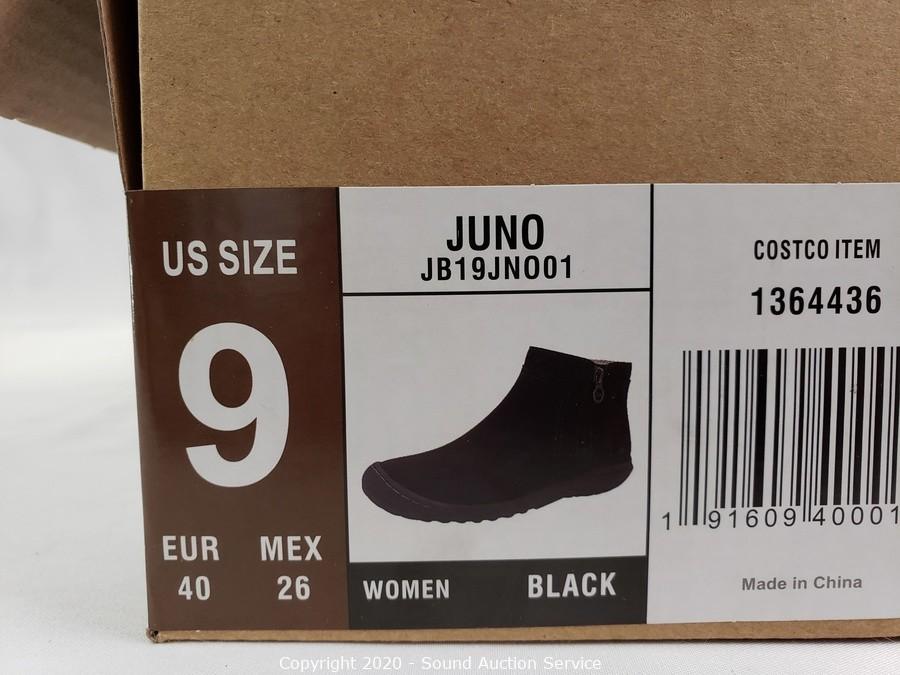 US SIZE
9
EUR
40
MEX
26
JUNO
JB19JNO01
WOMEN
BLACK
COSTCO ITEM
1364436
1 91609 40001
Made in China
Copyright 2020 - Sound Auction Service